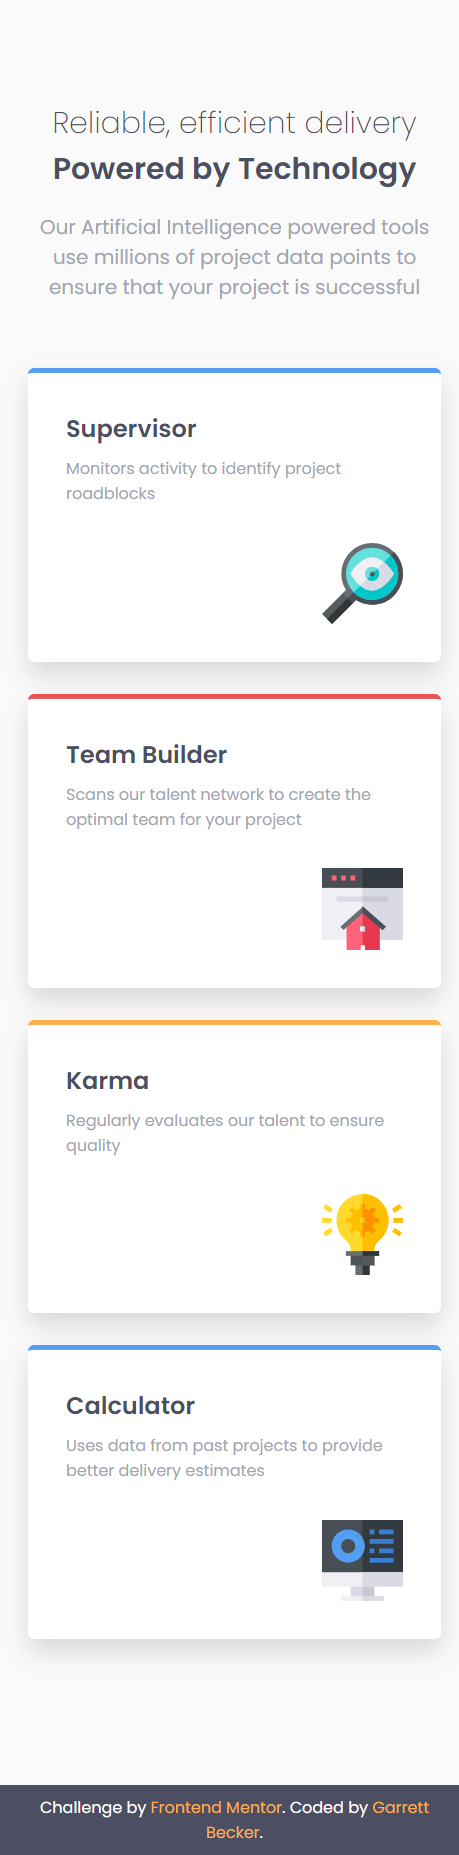 Reliable, efficient delivery
Powered by Technology
Our Artificial Intelligence powered tools
use millions of project data points to
ensure that your project is successful
Supervisor
Monitors activity to identify project
roadblocks
Team Builder
Scans our talent network to create the
optimal team for your project
Karma
Regularly evaluates our talent to ensure
quality
Calculator
Uses data from past projects to provide
better delivery estimates
Challenge by Frontend Mentor. Coded by Garrett
Becker.